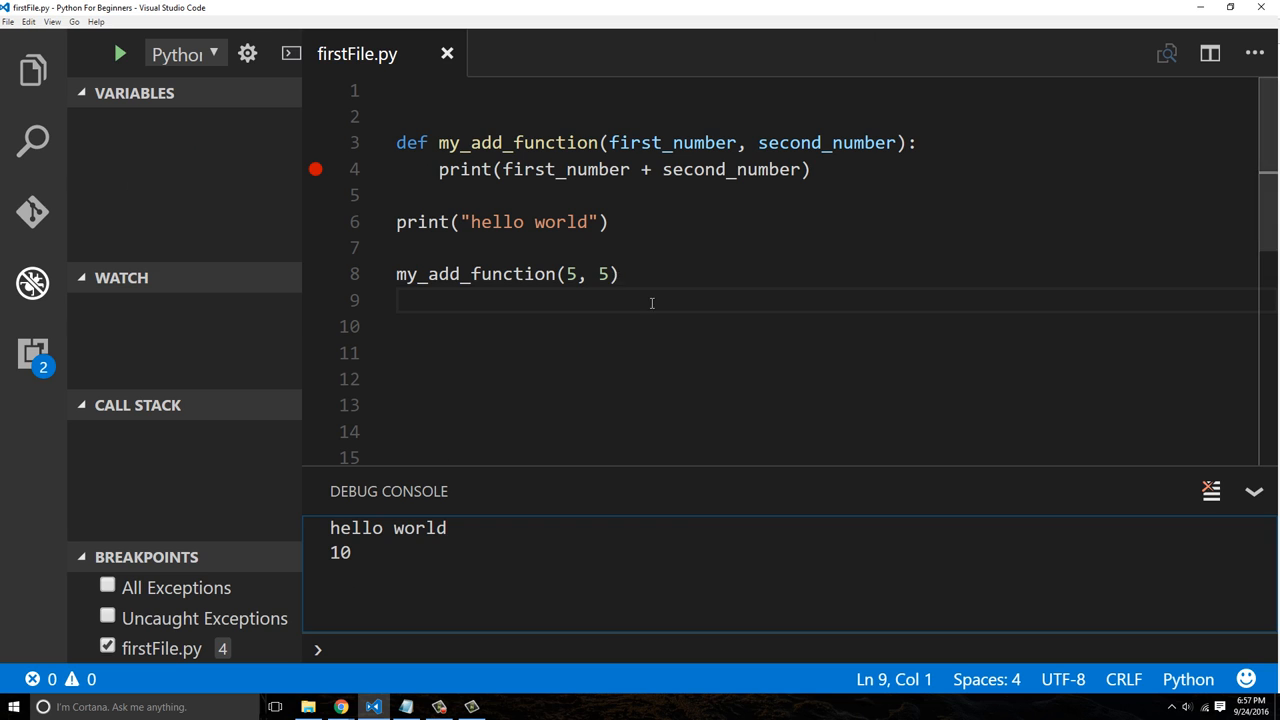 firstFile.py - Python For Beginners - Visual Studio Code
File Edit View Go Help
Python
firstFile.py
VARIABLES
WATCH
CALL STACK
BREAKPOINTS
All Exceptions
Uncaught Exceptions
firstFile.py 4
2
1
2
3 def my_add_function(first_number, second_number):
4 print(first_number + second_number)
5
6 print("hello world")
7
8 my_add_function(5, 5)
9
10
11
12
13
14
15
DEBUG CONSOLE
hello world
10
0 0
Ln 9, Col 1 Spaces: 4 UTF-8 CRLF Python
I'm Cortana. Ask me anything.
6:57 PM
9/24/2016